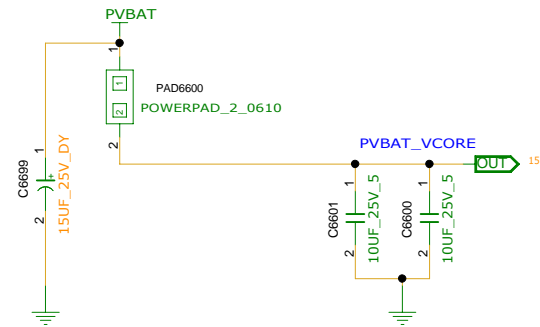 PVBAT
1
1
PAD6600
2
POWERPAD_2_0610
2
PVBAT_VCORE
OUT
15
C6699
1
2
15UF_25V_DY
C6601
1
2
10UF_25V_5
C6600
1
2
10UF_25V_5